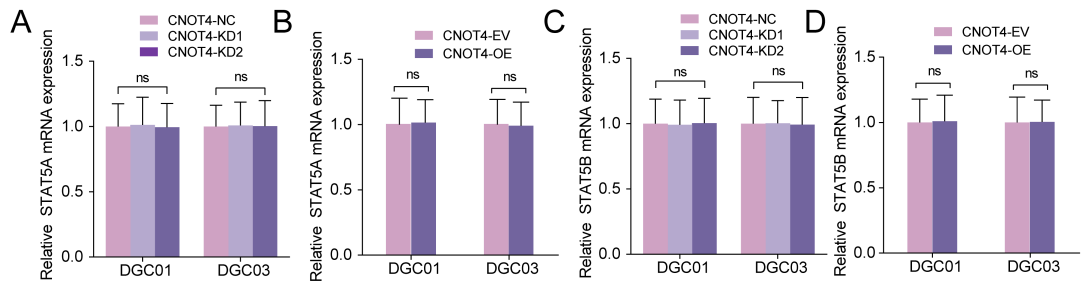 A
Relative STAT5A mRNA expression
CNOT4-NC
CNOT4-KD1
CNOT4-KD2
1.5
1.0
0.5
0.0
ns
ns
DGC01
DGC03
B
Relative STAT5A mRNA expression
CNOT4-EV
CNOT4-OE
1.5
1.0
0.5
0.0
ns
ns
DGC01
DGC03
C
Relative STAT5B mRNA expression
CNOT4-NC
CNOT4-KD1
CNOT4-KD2
1.5
1.0
0.5
0.0
ns
ns
DGC01
DGC03
D
Relative STAT5B mRNA expression
CNOT4-EV
CNOT4-OE
1.5
1.0
0.5
0.0
ns
ns
DGC01
DGC03